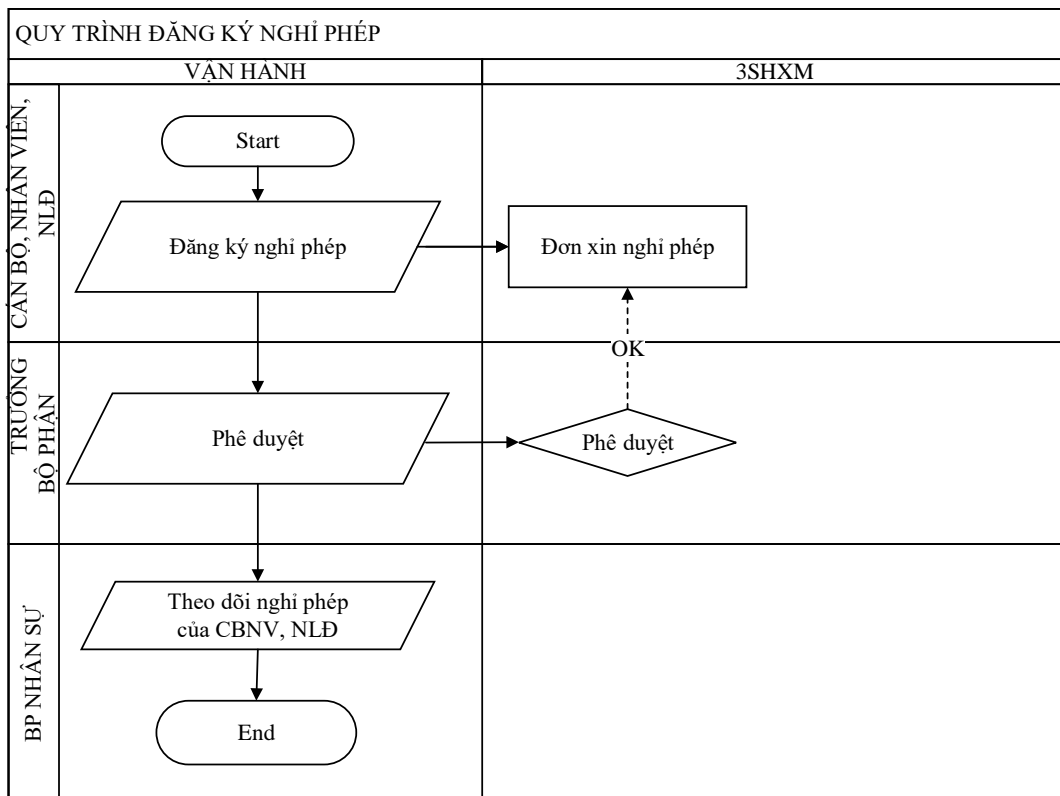 QUY TRÌNH ĐĂNG KÝ NGHỈ PHÉP
VẬN HÀNH
3SHXM
CÁN BỘ, NHÂN VIÊN,
NLĐ
Start
Đăng ký nghỉ phép
Đơn xin nghỉ phép
OK
TRƯỞNG
BỘ PHẬN
Phê duyệt
Phê duyệt
BP NHÂN SỰ
Theo dõi nghỉ phép
của CBNV, NLĐ
End